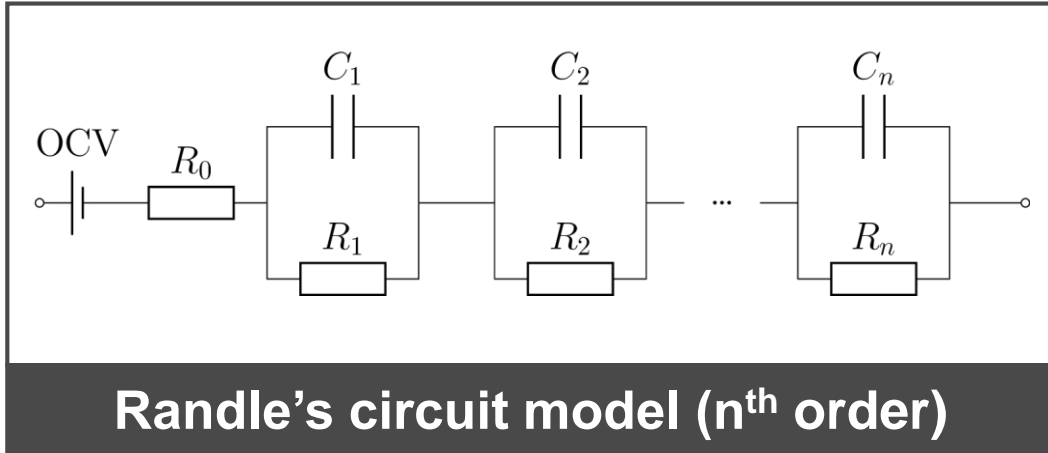 C₁ C₂ Cₙ
OCV
R₀
...
R₁ R₂ Rₙ
Randle's circuit model (nᵗʰ order)